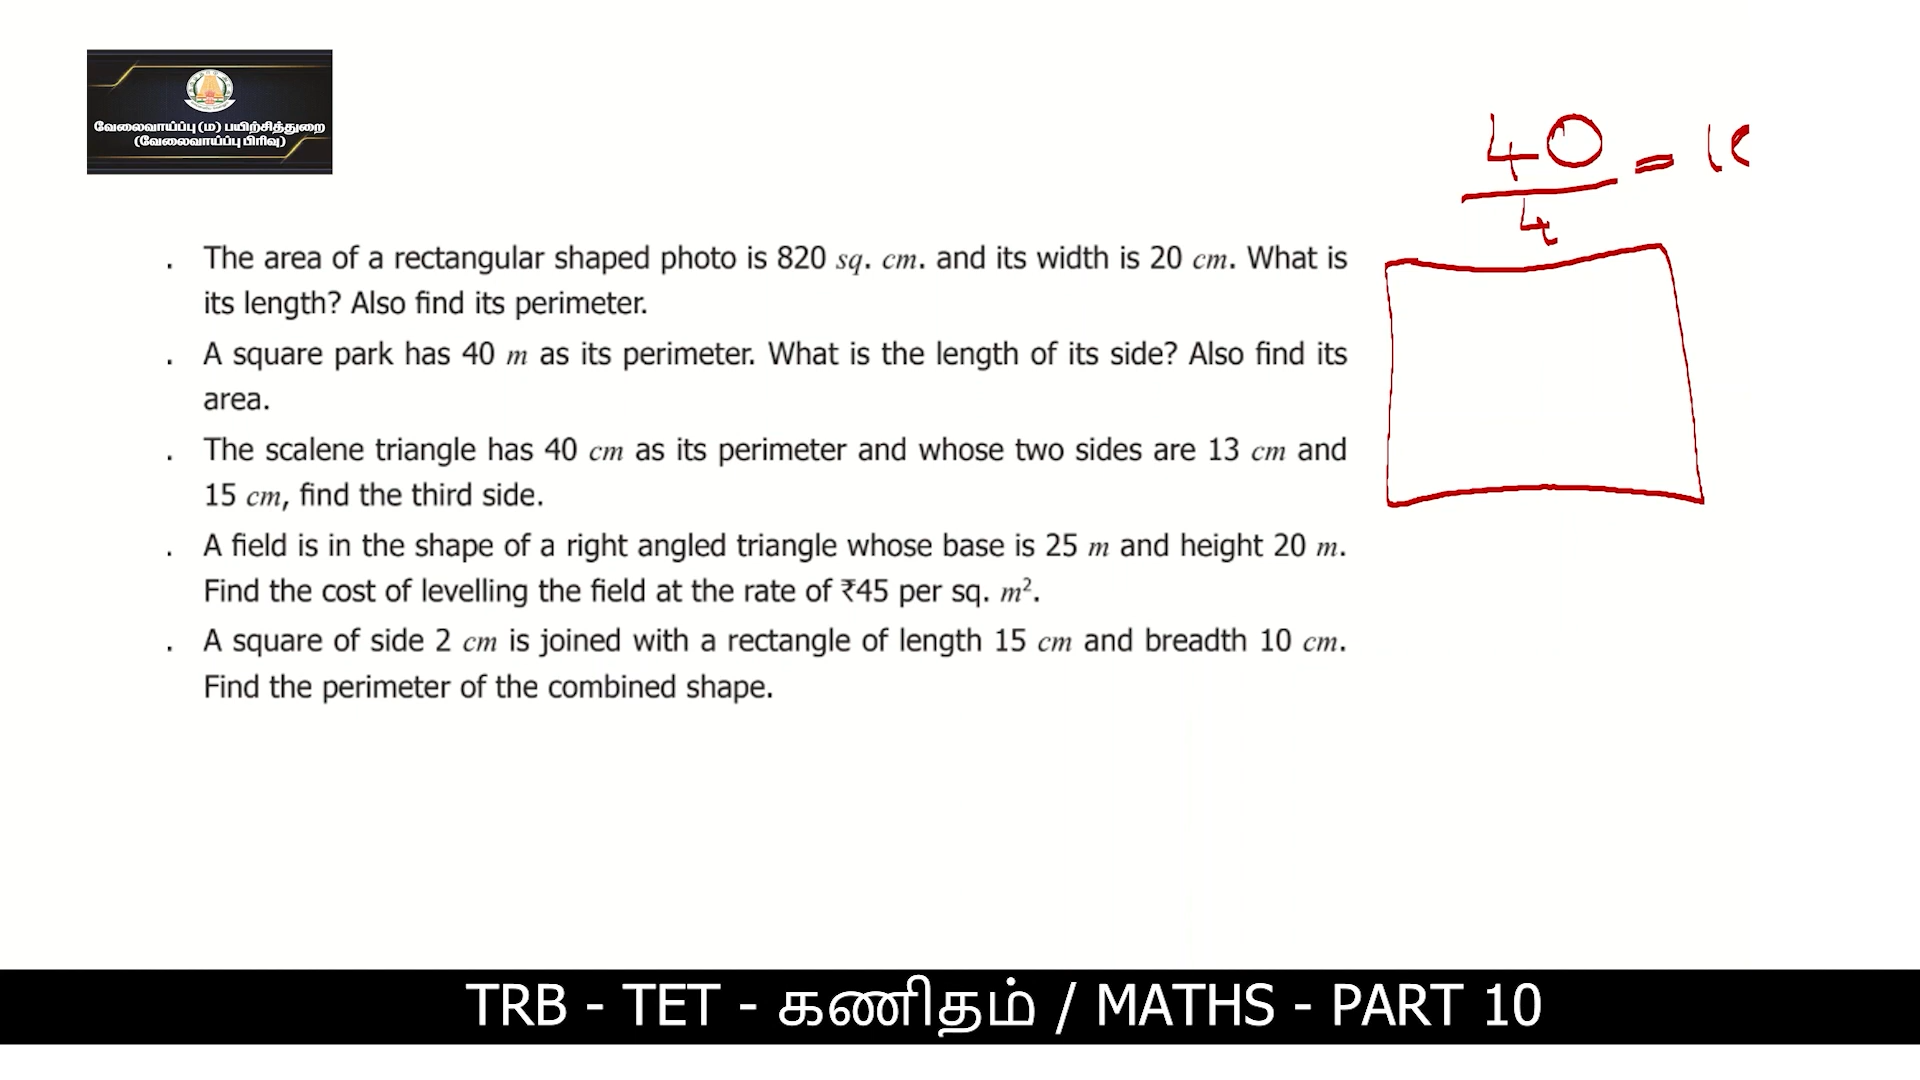 வேலைவாய்ப்பு (ம) பயிற்சித்துறை
(வேலைவாய்ப்பு பிரிவு)
40
4
= 10
. The area of a rectangular shaped photo is 820 sq. cm. and its width is 20 cm. What is
its length? Also find its perimeter.
. A square park has 40 m as its perimeter. What is the length of its side? Also find its
area.
. The scalene triangle has 40 cm as its perimeter and whose two sides are 13 cm and
15 cm, find the third side.
. A field is in the shape of a right angled triangle whose base is 25 m and height 20 m.
Find the cost of levelling the field at the rate of ₹45 per sq. m².
. A square of side 2 cm is joined with a rectangle of length 15 cm and breadth 10 cm.
Find the perimeter of the combined shape.
TRB - TET - கணிதம் / MATHS - PART 10